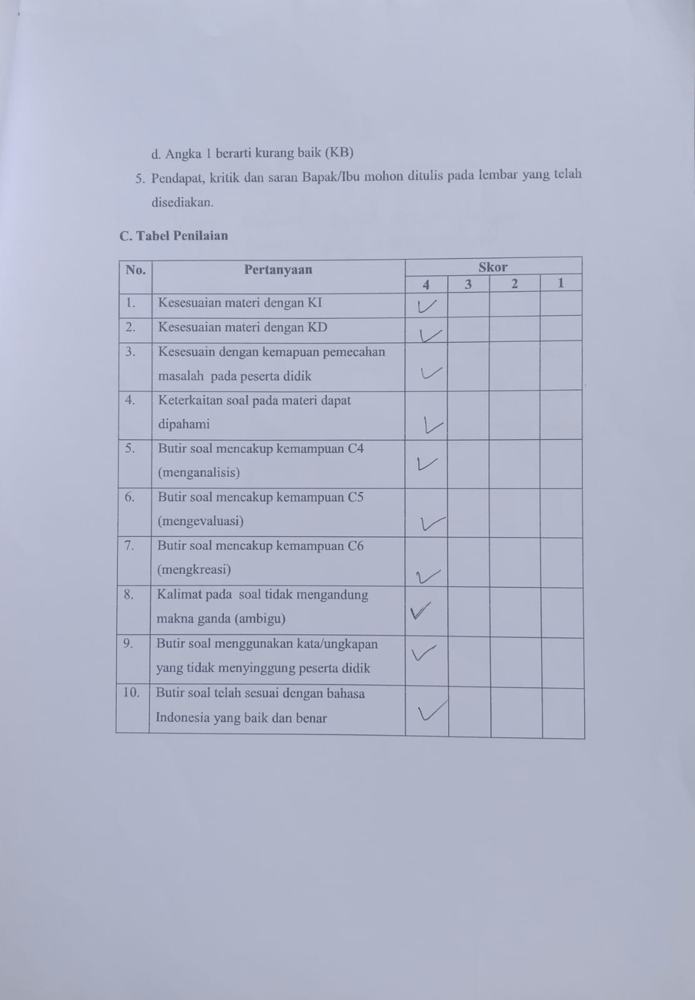 d. Angka 1 berarti kurang baik (KB)
5. Pendapat, kritik dan saran Bapak/Ibu mohon ditulis pada lembar yang telah
disediakan.
C. Tabel Penilaian
No. Pertanyaan Skor
4 3 2 1
1. Kesesuaian materi dengan KI ✓
2. Kesesuaian materi dengan KD ✓
3. Kesesuain dengan kemapuan pemecahan
masalah pada peserta didik ✓
4. Keterkaitan soal pada materi dapat
dipahami ✓
5. Butir soal mencakup kemampuan C4
(menganalisis) ✓
6. Butir soal mencakup kemampuan C5
(mengevaluasi) ✓
7. Butir soal mencakup kemampuan C6
(mengkreasi) ✓
8. Kalimat pada soal tidak mengandung
makna ganda (ambigu) ✓
9. Butir soal menggunakan kata/ungkapan
yang tidak menyinggung peserta didik ✓
10. Butir soal telah sesuai dengan bahasa
Indonesia yang baik dan benar ✓